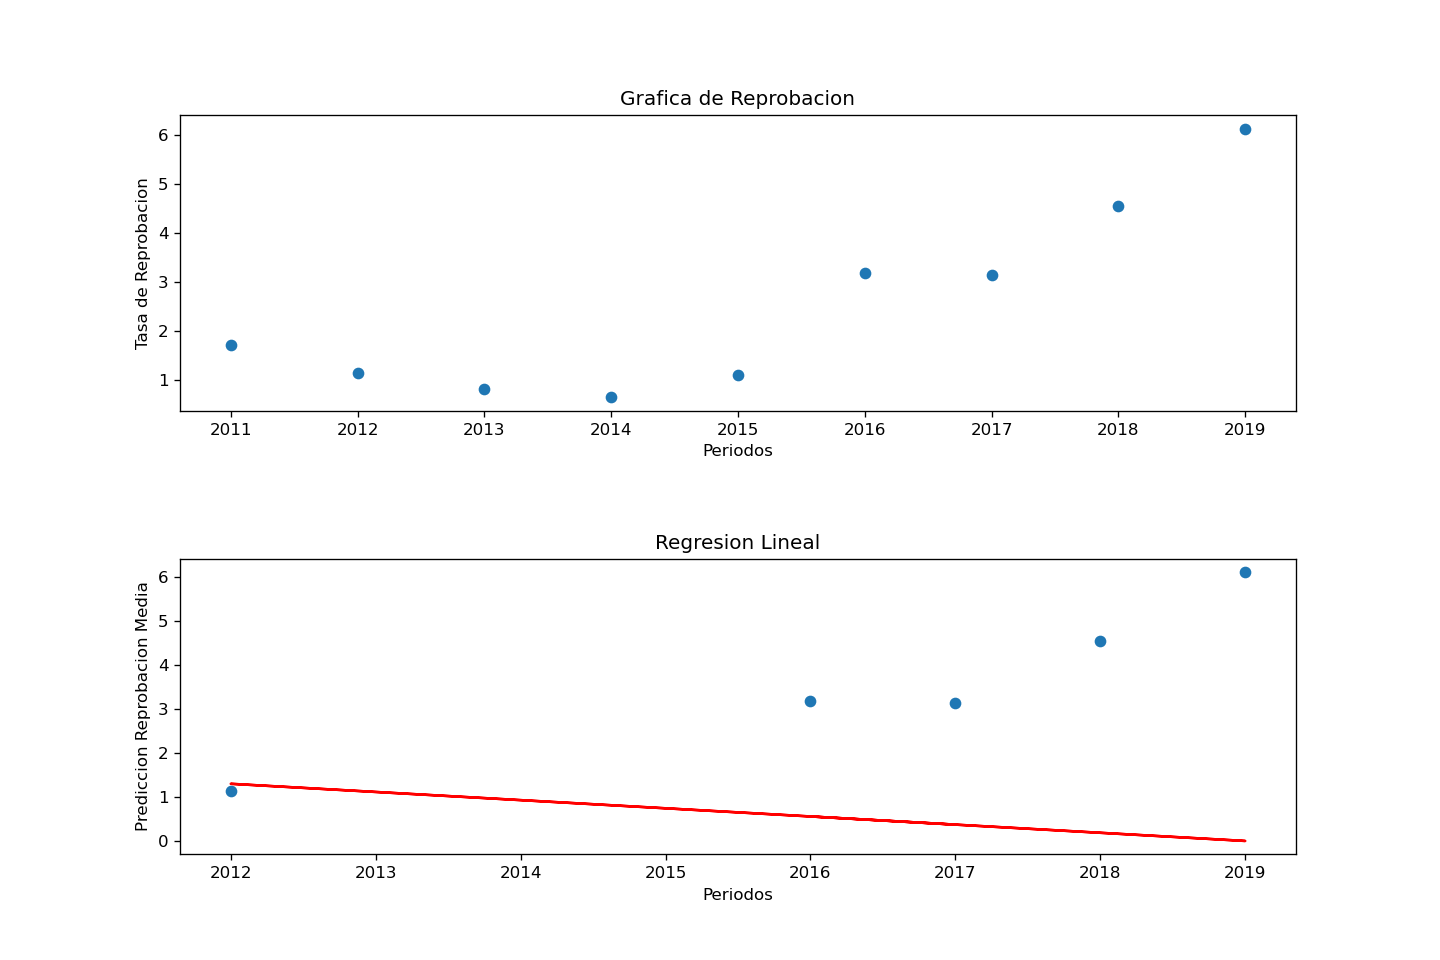 Grafica de Reprobacion
Tasa de Reprobacion
6
5
4
3
2
1
2011 2012 2013 2014 2015 2016 2017 2018 2019
Periodos
Regresion Lineal
Prediccion Reprobacion Media
6
5
4
3
2
1
0
2012 2013 2014 2015 2016 2017 2018 2019
Periodos